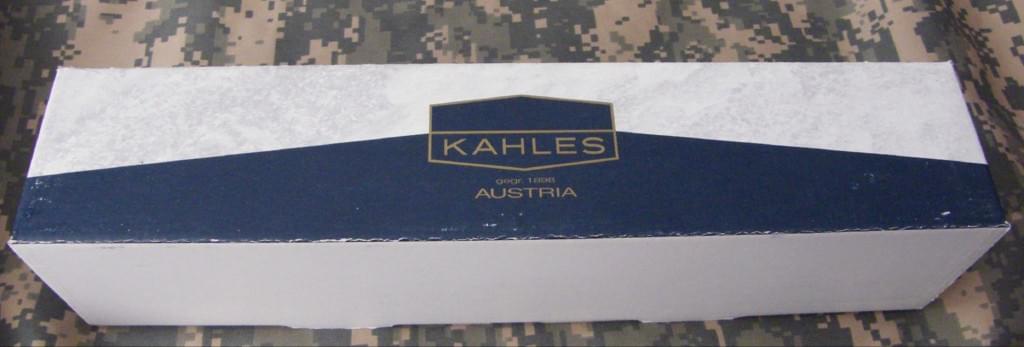 KAHLES
gegr. 1898
AUSTRIA